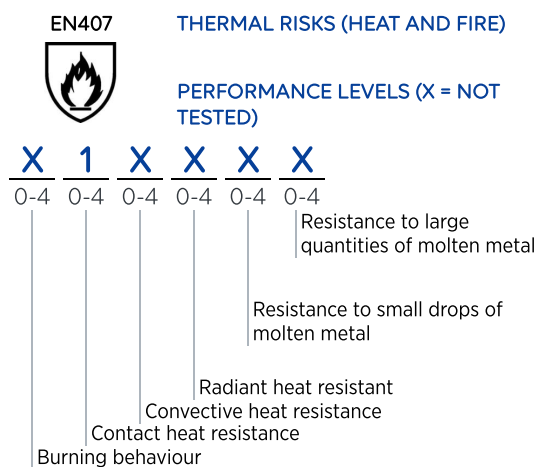 EN407
THERMAL RISKS (HEAT AND FIRE)
PERFORMANCE LEVELS (X = NOT
TESTED)
X 1 X X X X
0-4 0-4 0-4 0-4 0-4 0-4
Resistance to large
quantities of molten metal
Resistance to small drops of
molten metal
Radiant heat resistant
Convective heat resistance
Contact heat resistance
Burning behaviour